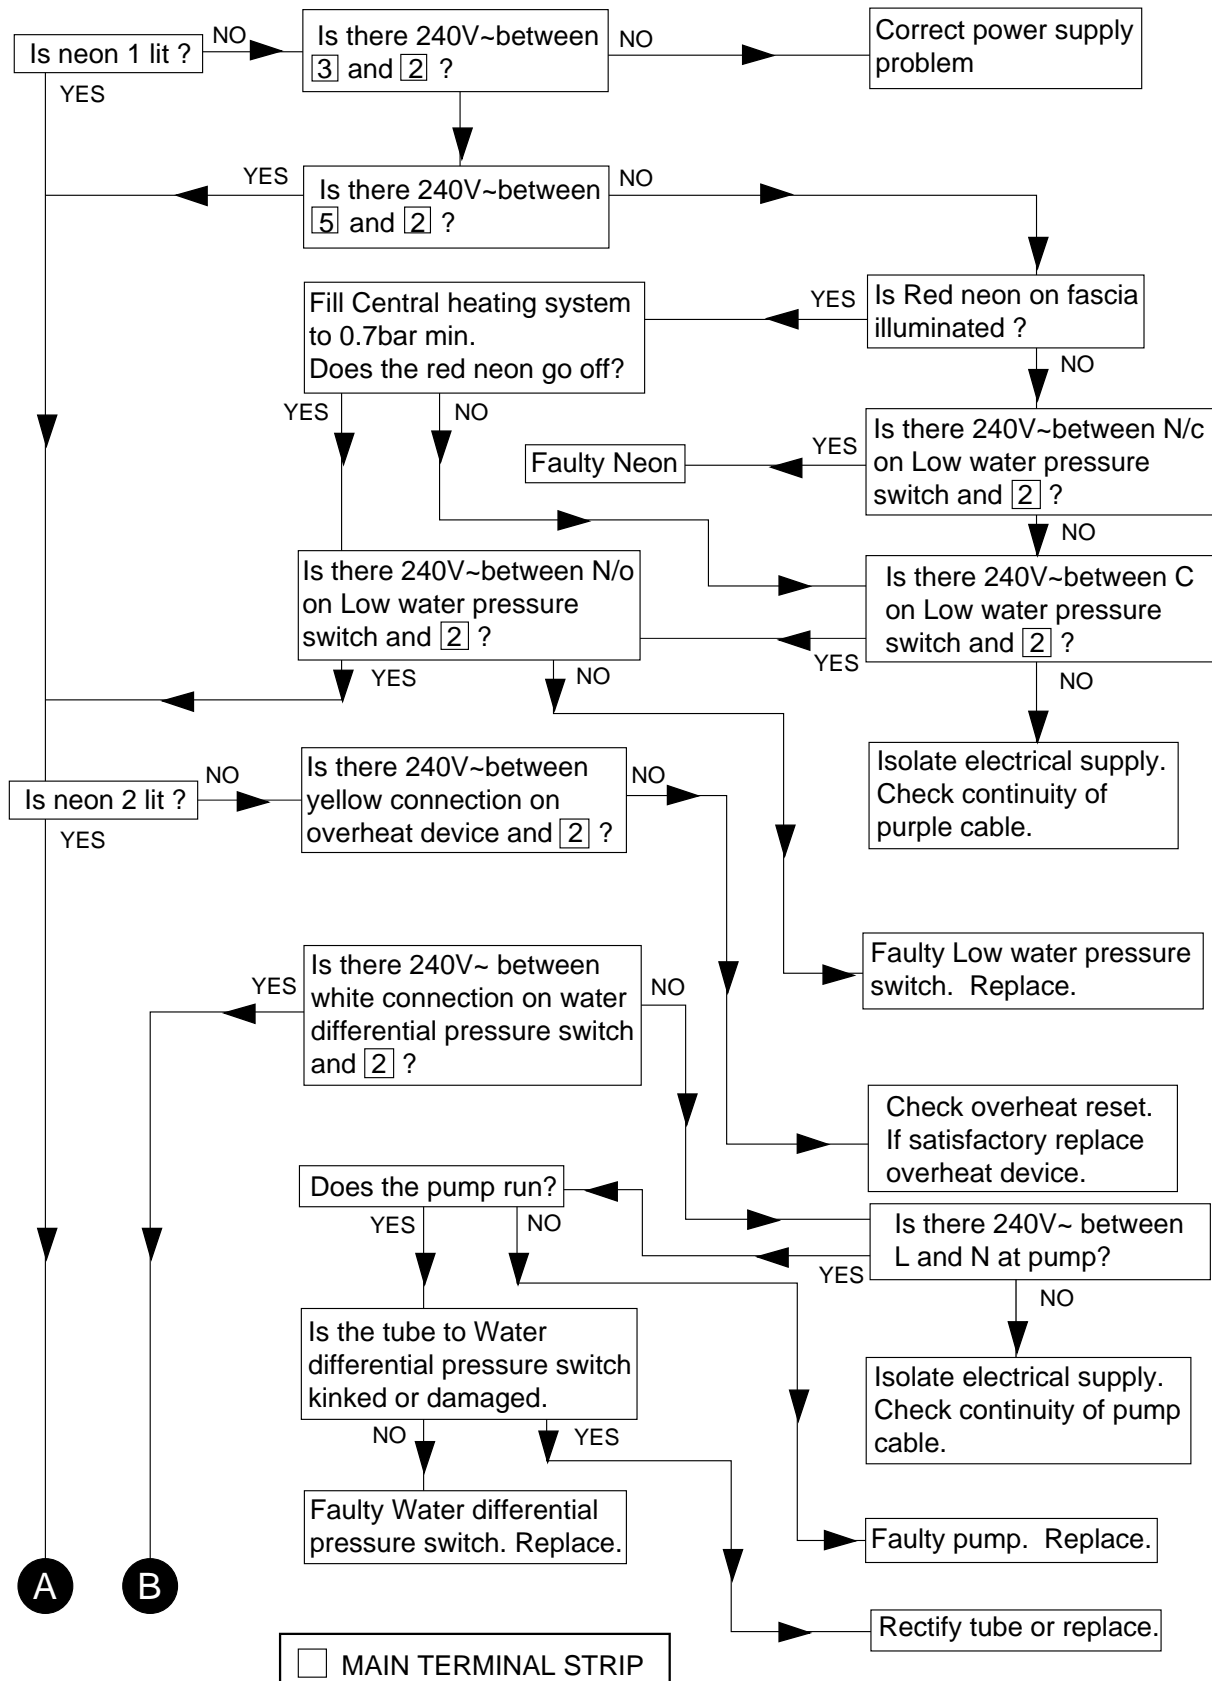 Is neon 1 lit ?
NO
YES
Is there 240V~between
3 and 2 ?
NO
Correct power supply
problem
YES
Is there 240V~between
5 and 2 ?
NO
Is Red neon on fascia
illuminated ?
YES
NO
Fill Central heating system
to 0.7bar min.
Does the red neon go off?
YES
NO
Is there 240V~between N/c
on Low water pressure
switch and 2 ?
YES
NO
Faulty Neon
Is there 240V~between N/o
on Low water pressure
switch and 2 ?
YES
NO
Is there 240V~between C
on Low water pressure
switch and 2 ?
YES
NO
Isolate electrical supply.
Check continuity of
purple cable.
Is neon 2 lit ?
NO
YES
Is there 240V~between
yellow connection on
overheat device and 2 ?
NO
Faulty Low water pressure
switch. Replace.
Is there 240V~ between
white connection on water
differential pressure switch
and 2 ?
YES
NO
Check overheat reset.
If satisfactory replace
overheat device.
Does the pump run?
YES
NO
Is there 240V~ between
L and N at pump?
YES
NO
Is the tube to Water
differential pressure switch
kinked or damaged.
NO
YES
Isolate electrical supply.
Check continuity of pump
cable.
Faulty Water differential
pressure switch. Replace.
Faulty pump. Replace.
A
B
Rectify tube or replace.
MAIN TERMINAL STRIP